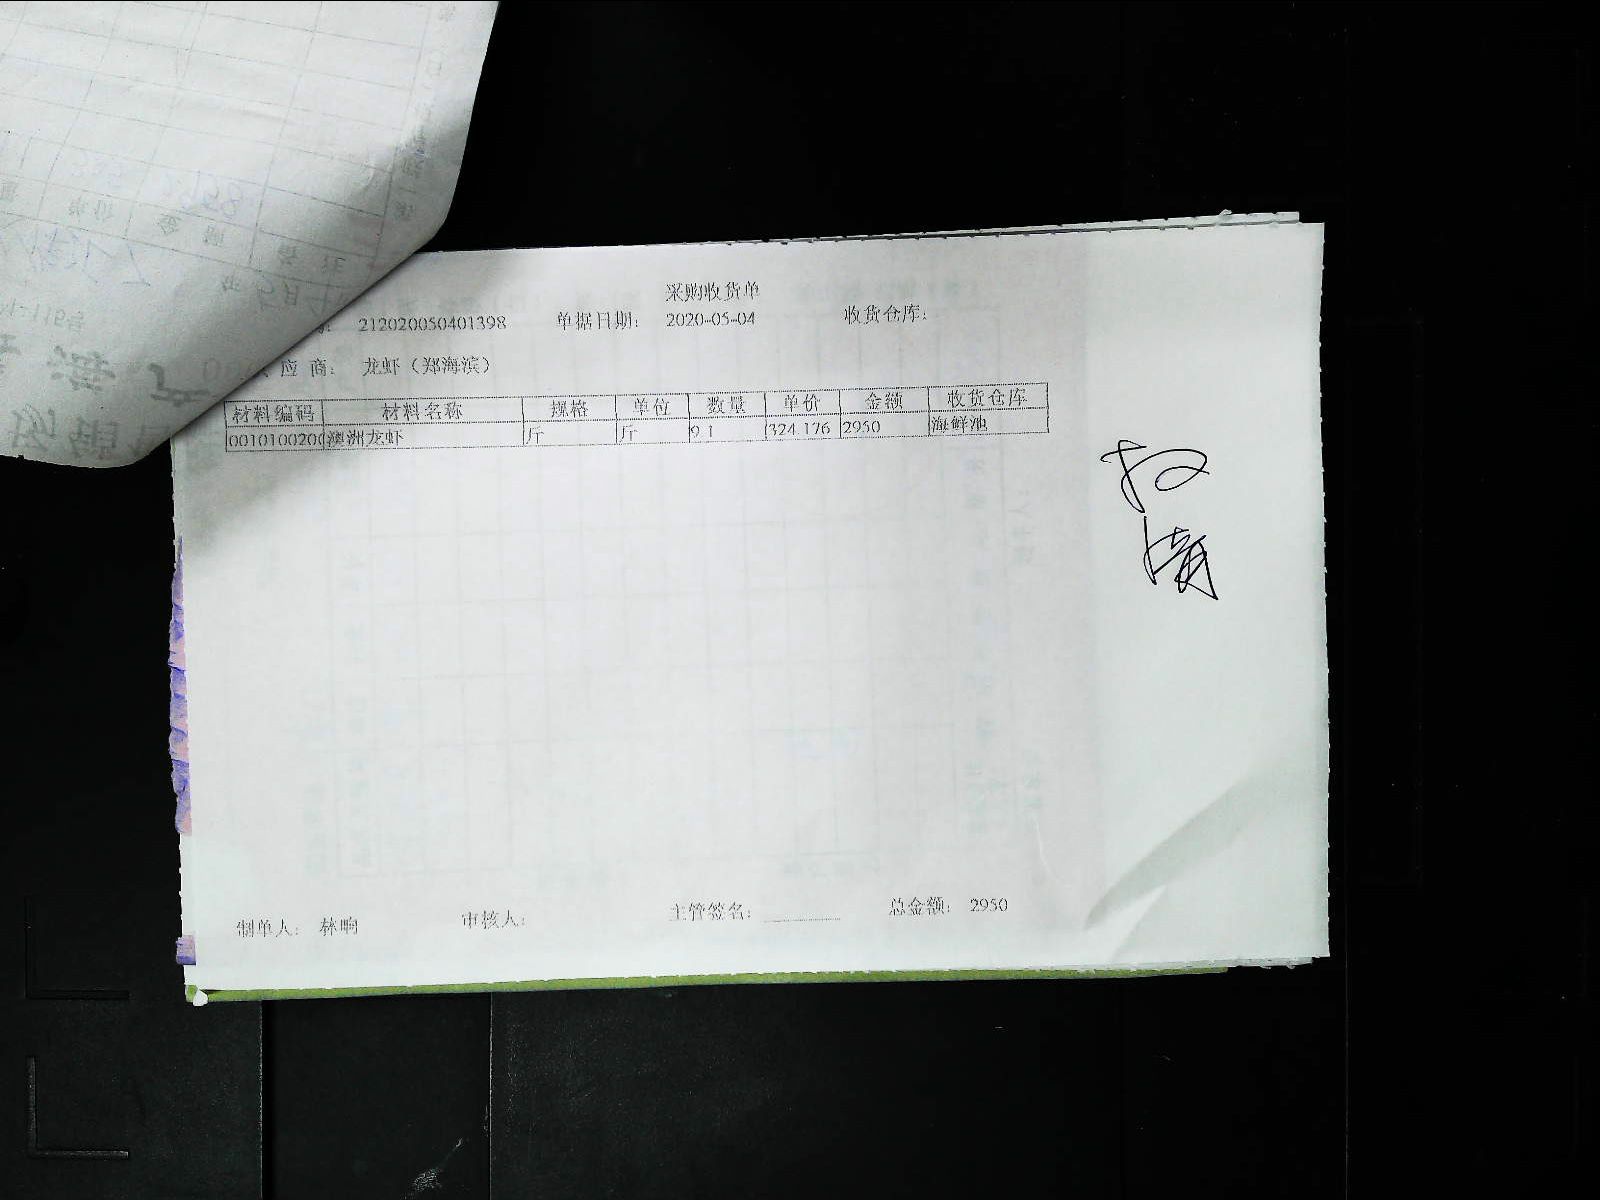 采购收货单
212020050401398 单据日期: 2020-05-04 收货仓库:
应 商: 龙虾（郑海滨）
材料编码 材料名称 规格 单位 数量 单价 金额 收货仓库
0010100200 澳洲龙虾 斤 斤 9.1 324.176 2950 海鲜池
制单人: 林晌 审核人: 主管签名: 总金额: 2950